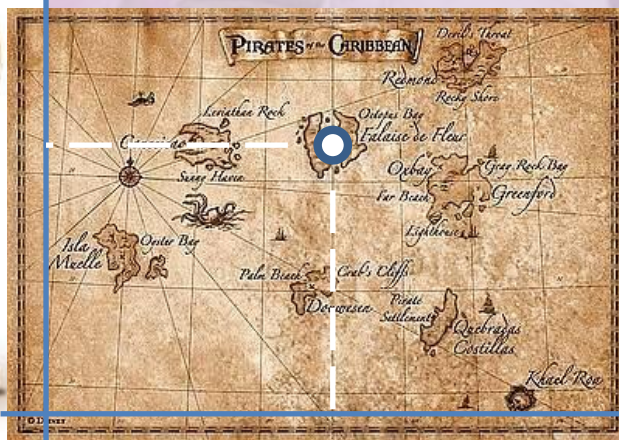 Devil's Throat
PIRATES of the CARIBBEAN
Redmond
Rocky Shore
Leviathan Rock
Octopus Bay
Falaise de Fleur
Sunny Haven
Oxbay
Gray Rock Bay
Far Beach
Greenford
Lighthouse
Isla
Muelle
Oyster Bay
Palm Beach
Crab's Cliffs
Douwesen
Pirate
Settlement
Quebradas
Costillas
Khael Roa
© DISNEY